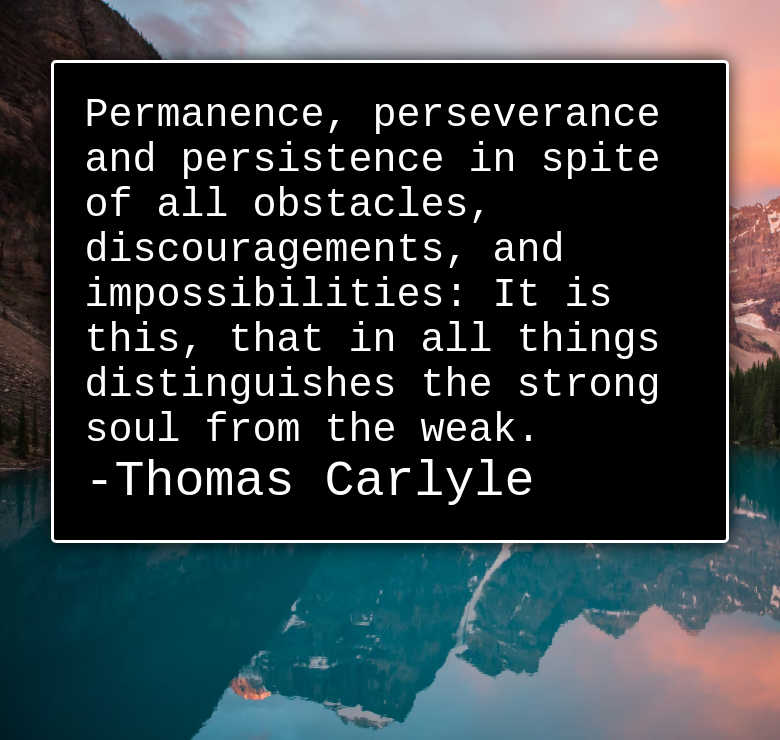 Permanence, perseverance
and persistence in spite
of all obstacles,
discouragements, and
impossibilities: It is
this, that in all things
distinguishes the strong
soul from the weak.
-Thomas Carlyle